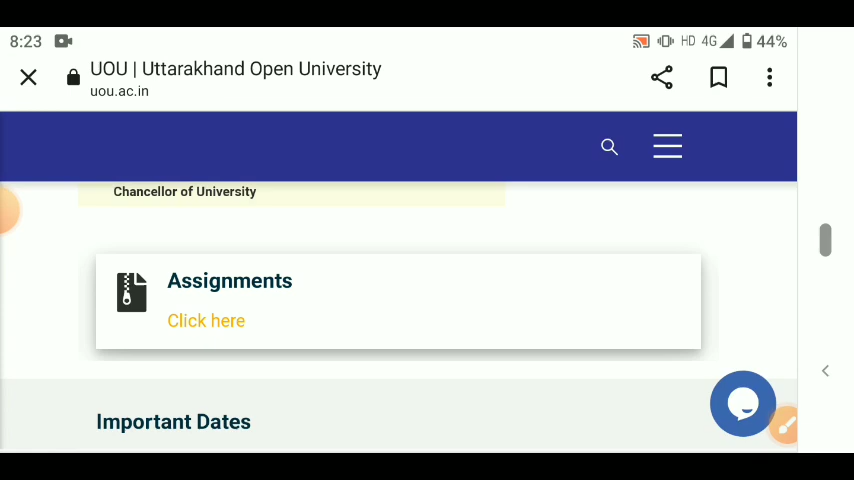 8:23
HD 4G 44%
UOU | Uttarakhand Open University
uou.ac.in
Chancellor of University
Assignments
Click here
Important Dates